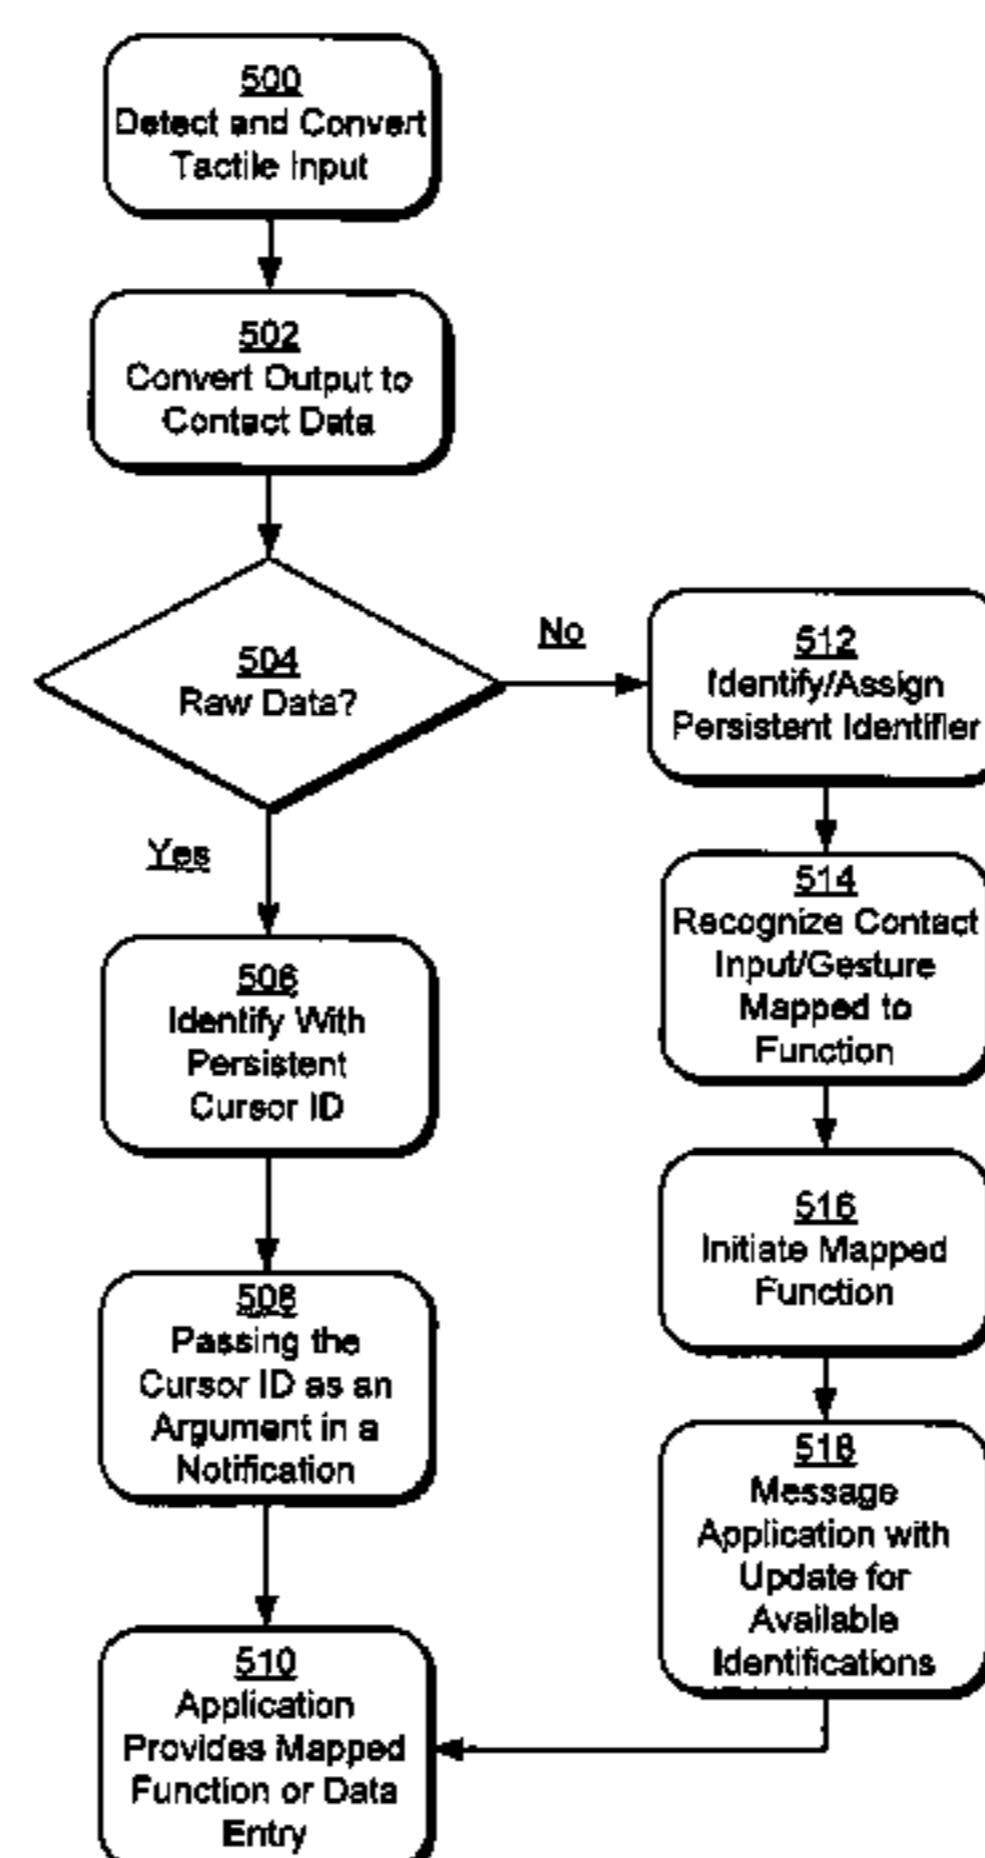 500
Detect and Convert
Tactile Input
502
Convert Output to
Contact Data
504
Raw Data?
No
Yes
506
Identify With
Persistent
Cursor ID
508
Passing the
Cursor ID as an
Argument in a
Notification
510
Application
Provides Mapped
Function or Data
Entry
512
Identify/Assign
Persistent Identifier
514
Recognize Contact
Input/Gesture
Mapped to
Function
516
Initiate Mapped
Function
518
Message
Application with
Update for
Available
Identifications